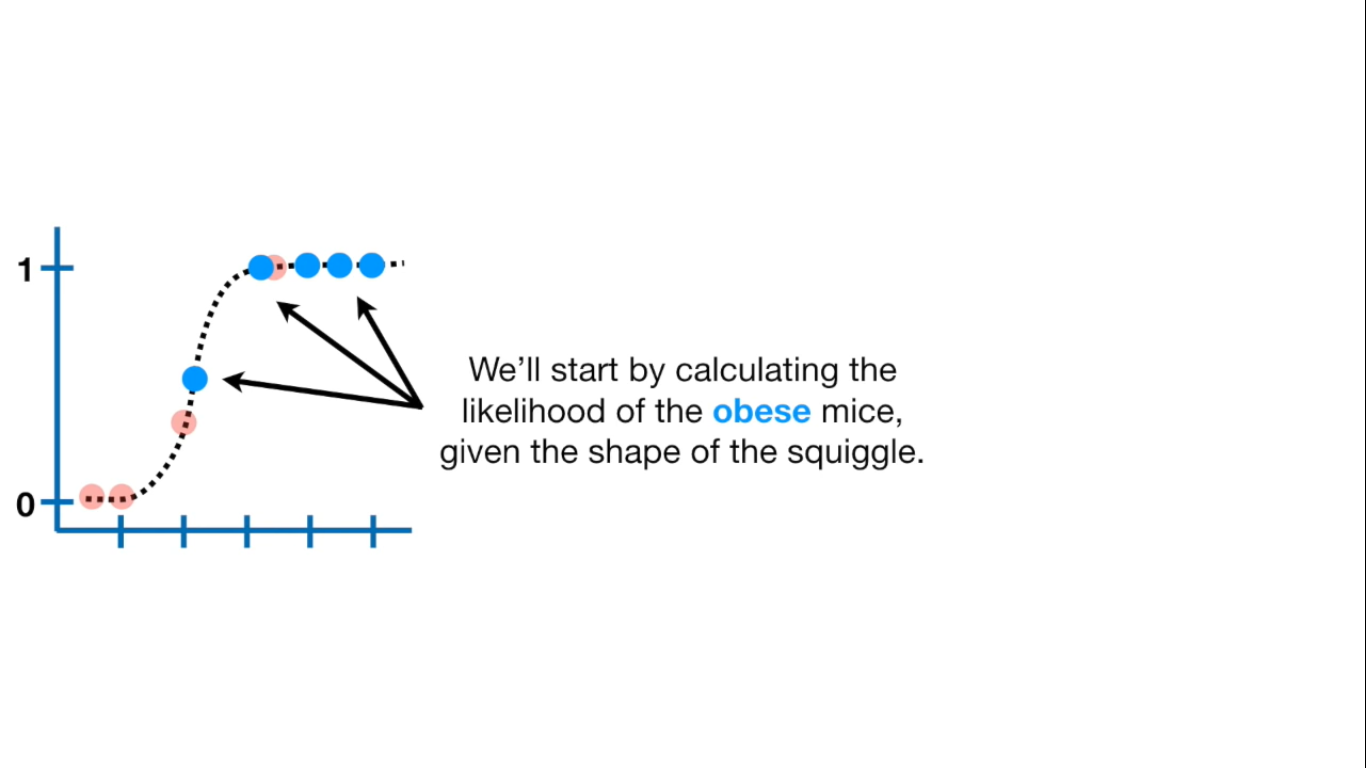 1
0
We’ll start by calculating the
likelihood of the obese mice,
given the shape of the squiggle.